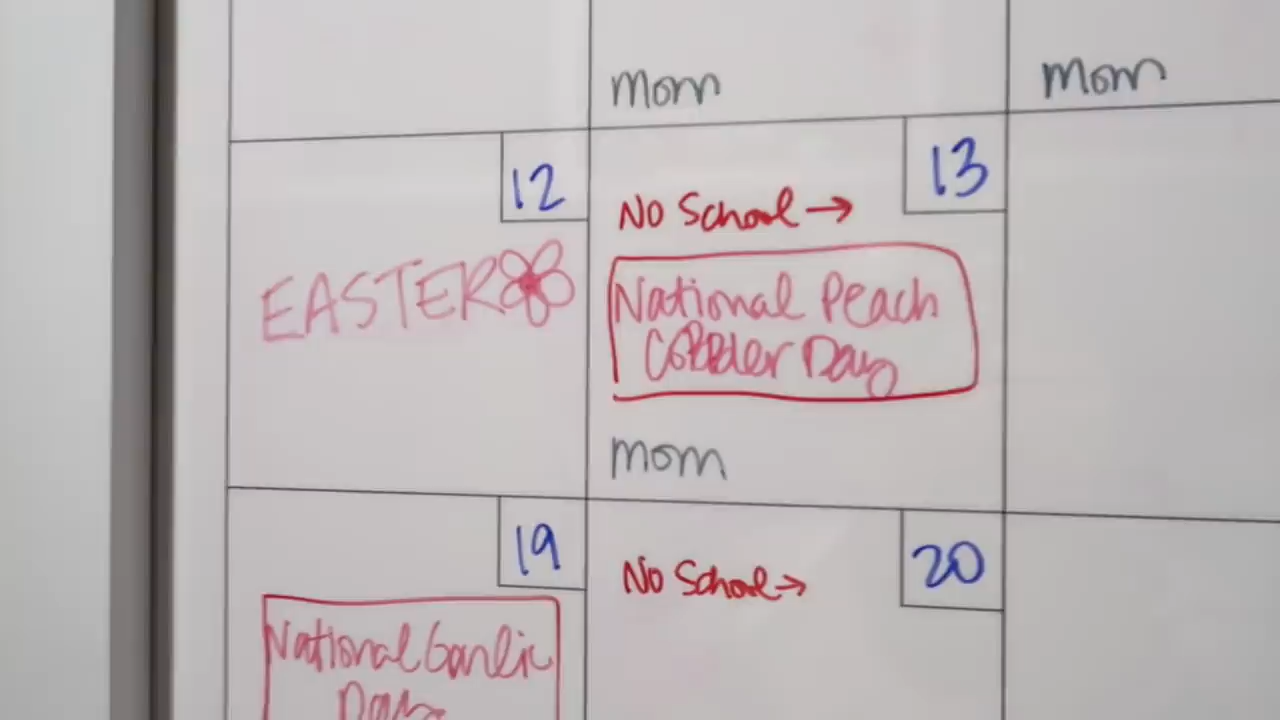 mom
mom
12
13
No School →
EASTER
National Peach
Cobbler Day
mom
19
20
No School →
National Garlic
Day